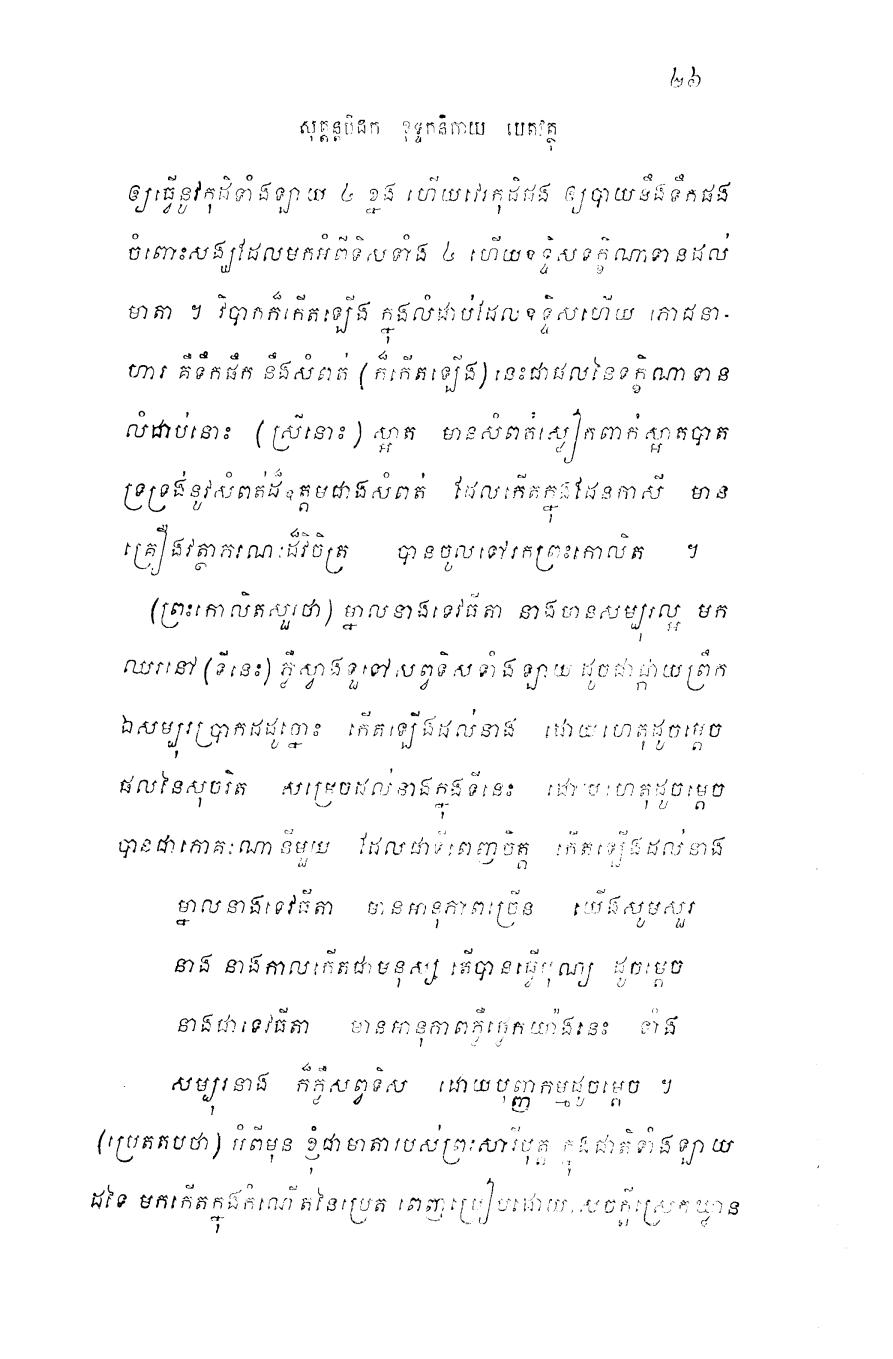 ២៦
សុត្តន្តបិដក ខុទ្ទកនិកាយ បេតវត្ថុ
ឲ្យធ្វើនូវកុដិទាំងឡាយ ៤ ខ្នង ហើយវេរកុដិផង ឲ្យបាយនឹងទឹកផង
ចំពោះសង្ឃដែលមកអំពីទិសទាំង ៤ ហើយឧទ្ទិសទក្ខិណាទានដល់
មាតា ។ វិបាកក៏កើតឡើង ក្នុងលំដាប់ដែលឧទ្ទិសហើយ ភោជនា-
ហារ គឺទឹកផឹក នឹងសំពត់ (ក៏កើតឡើង) នេះជាផលនៃទក្ខិណាទាន
លំដាប់នោះ (ស្រីនោះ) ស្អាត មានសំពត់ស្លៀកពាក់ស្អាតបាត
ទ្រទ្រង់នូវសំពត់ដ៏ឧត្តមជាងសំពត់ ដែលកើតក្នុងដែនកាសី មាន
គ្រឿងវត្ថាភរណៈដ៏វិចិត្រ បានចូលទៅរកព្រះកោលិត ។
(ព្រះកោលិតសួរថា) ម្នាលនាងទេវធីតា នាងមានសម្បុរល្អ មក
ឈរនៅ (ទីនេះ) ភ្លឺស្វាងទួទៅសព្វទិសទាំងឡាយ ដូចជាផ្កាយព្រឹក
ឯសម្បុរប្រាកដដូច្នោះ កើតឡើងដល់នាង ដោយហេតុដូចម្តេច
ផលនៃសុចរិត សម្រេចដល់នាងក្នុងទីនេះ ដោយហេតុដូចម្តេច
បានជាភោគៈណានីមួយ ដែលជាទីពេញចិត្ត កើតឡើងដល់នាង
ម្នាលនាងទេវធីតា មានអានុភាពច្រើន យើងសូមសួរ
នាង នាងកាលកើតជាមនុស្ស តើបានធ្វើបុណ្យ ដូចម្តេច
នាងជាទេវធីតា មានអានុភាពភ្លឺផ្លេកយ៉ាងនេះ ទាំង
សម្បុរនាង ក៏ភ្លឺសព្វទិស ដោយបុញ្ញកម្មដូចម្តេច ។
(ប្រេតតបថា) អំពីមុន ខ្ញុំជាមាតារបស់ព្រះសារីបុត្ត ក្នុងជាតិទាំងឡាយ
ដទៃ មកកើតក្នុងកំណើតនៃប្រេត ពេញប្រៀបដោយសេចក្តីស្រេកឃ្លាន